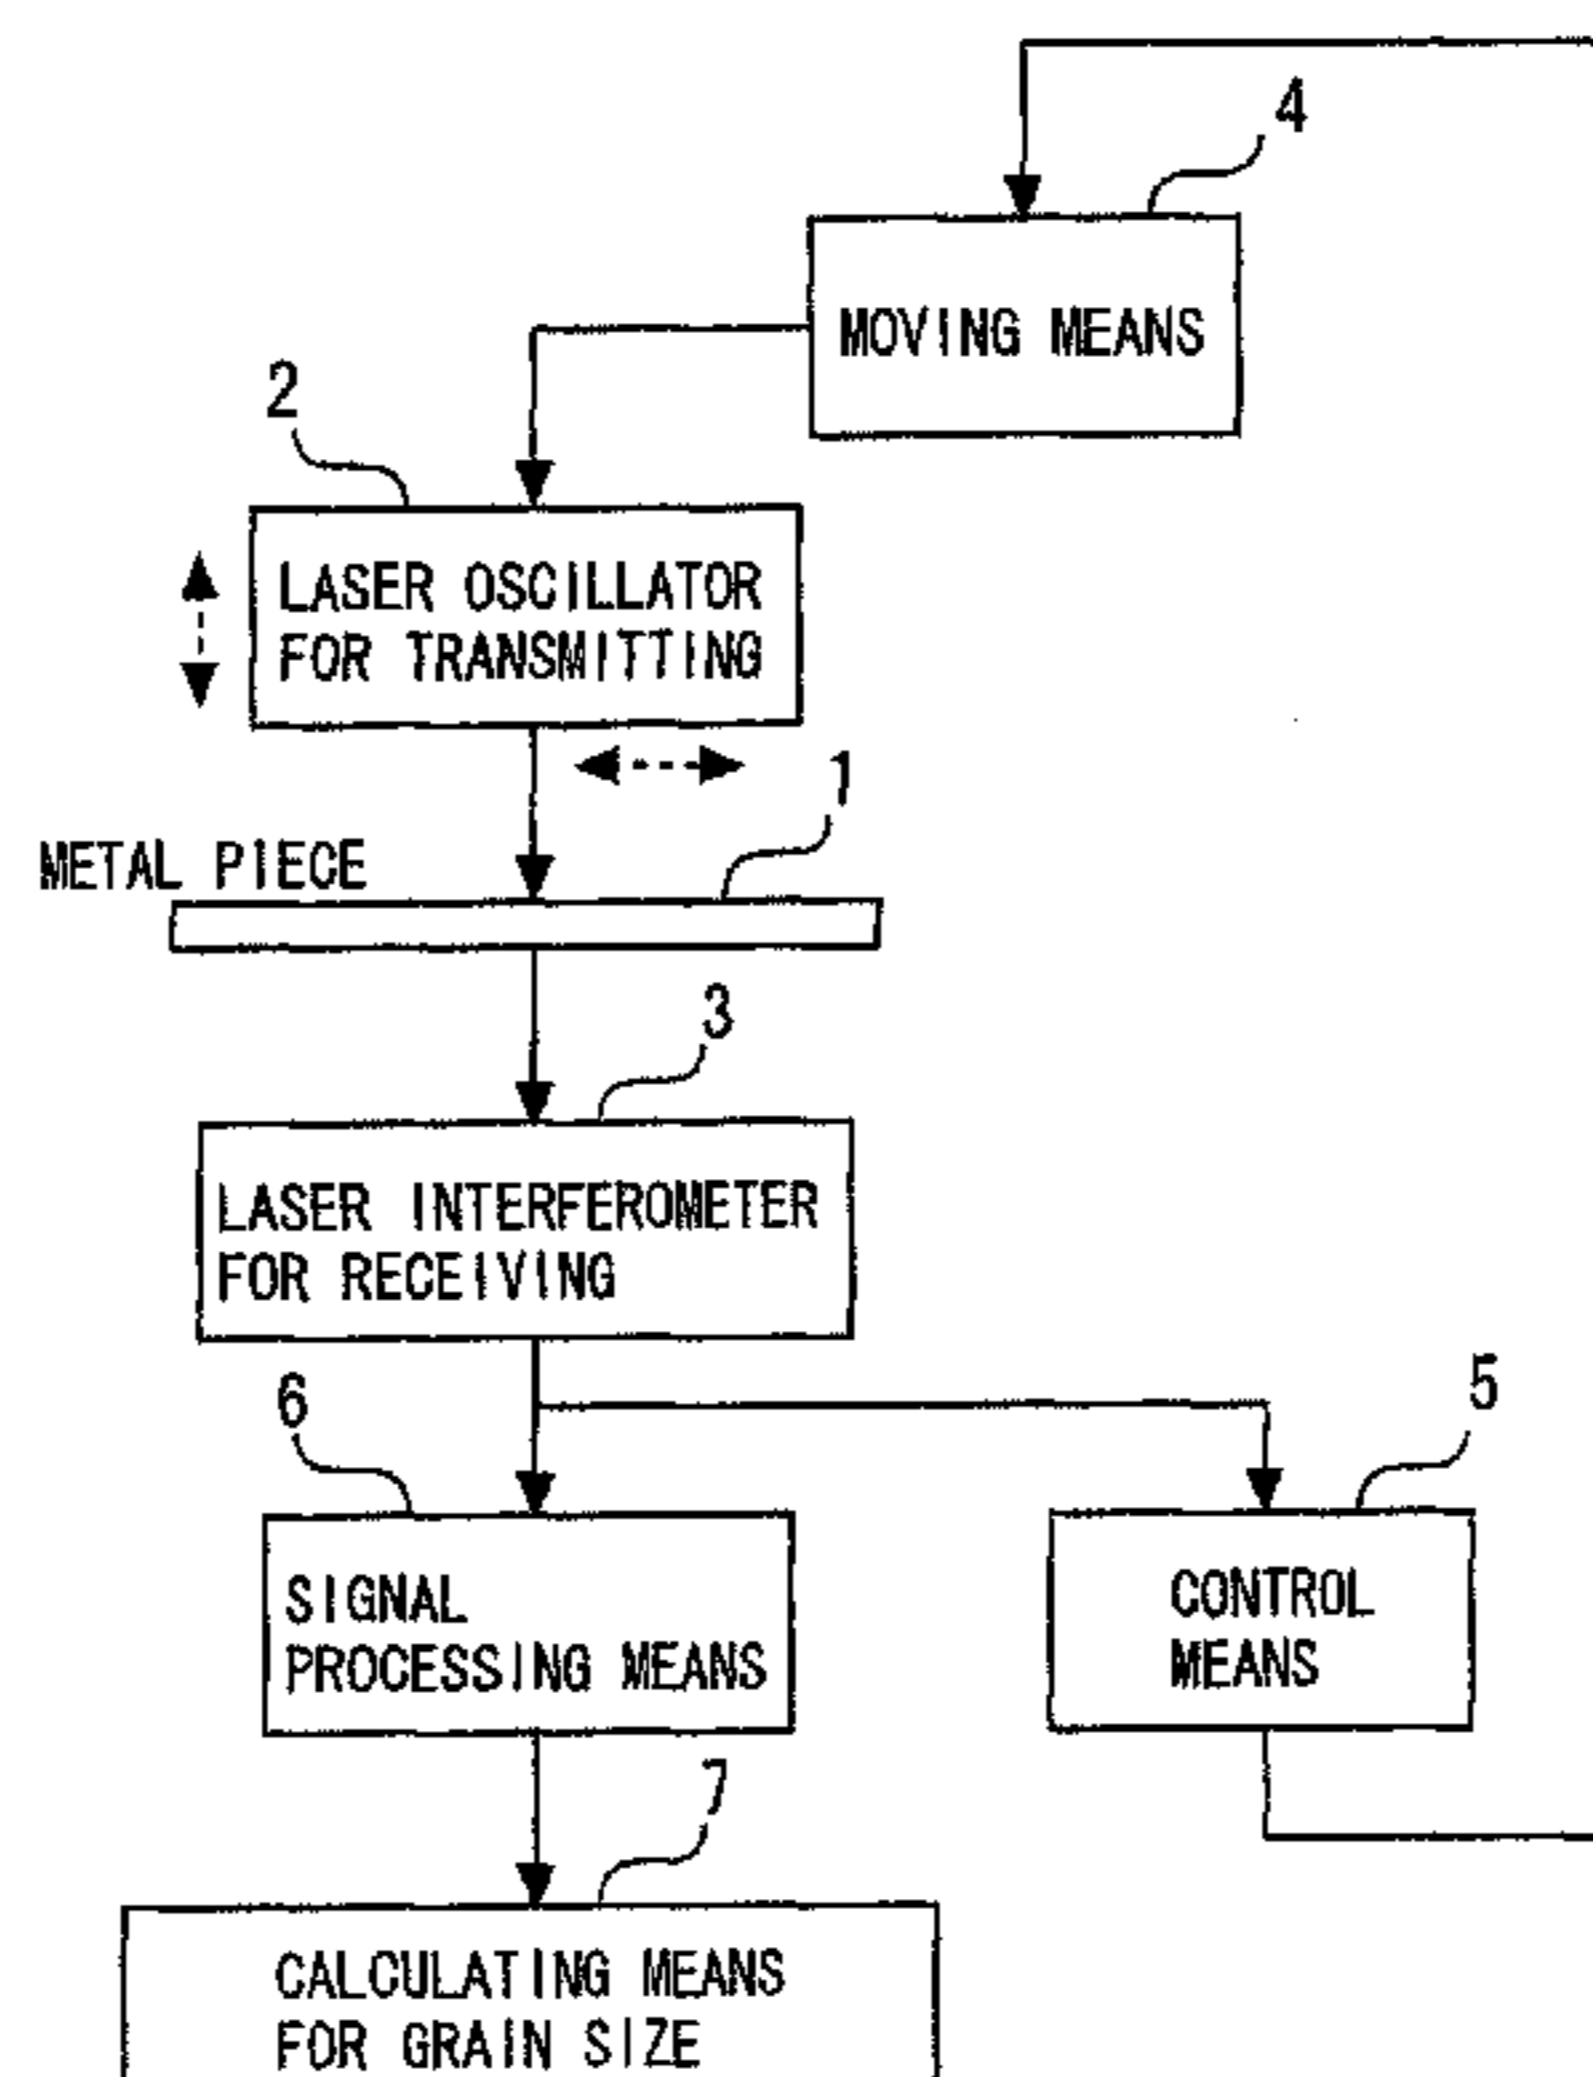 4
MOVING MEANS
2
LASER OSCILLATOR
FOR TRANSMITTING
1
METAL PIECE
3
LASER INTERFEROMETER
FOR RECEIVING
6
5
SIGNAL
PROCESSING MEANS
CONTROL
MEANS
7
CALCULATING MEANS
FOR GRAIN SIZE